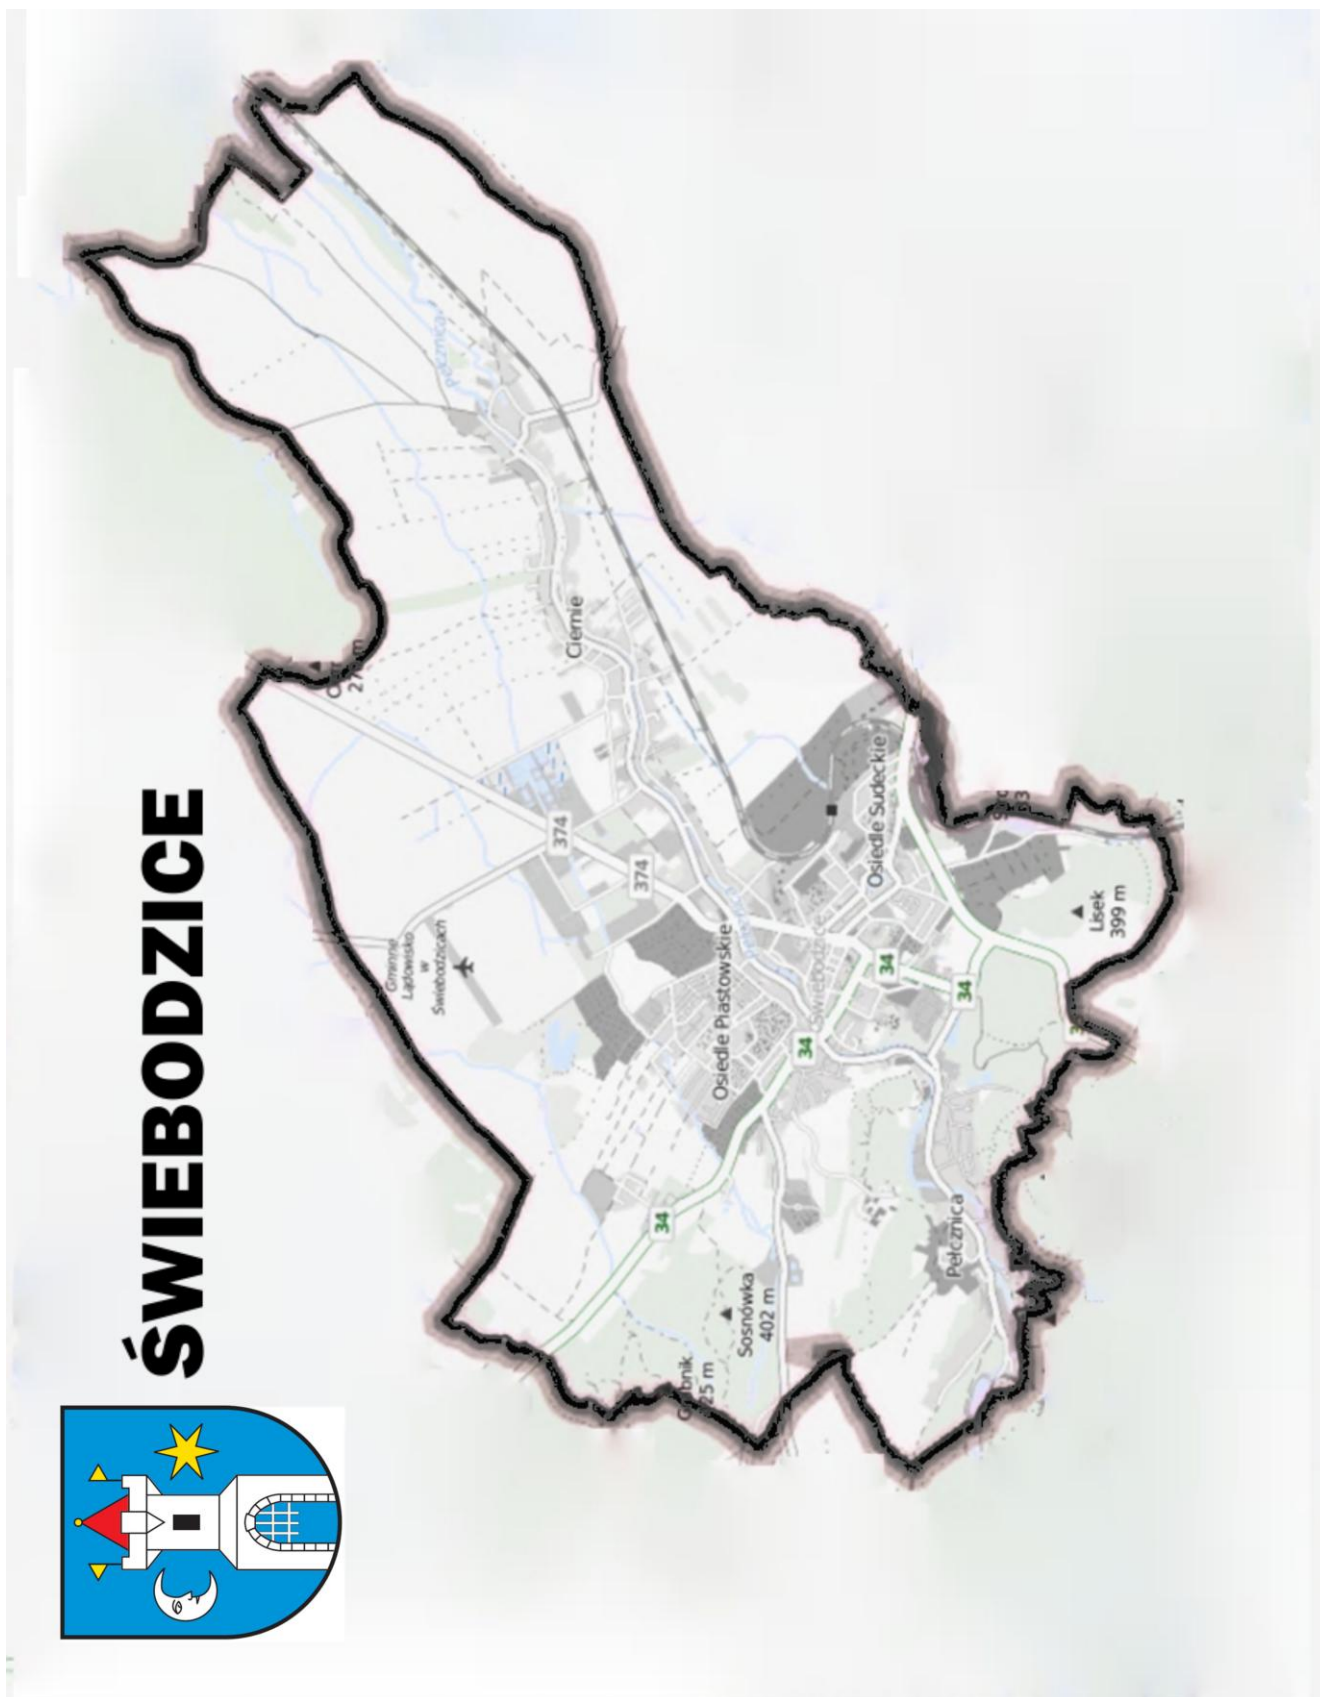 ŚWIEBODZICE
Gminne
Lądowisko
w
Świebodzicach
374
374
Pełcznica
Ciernie
Osiedle Piastowskie
Osiedle Sudeckie
34
34
34
34
Sosnówka
402 m
Pełcznica
Lisek
399 m